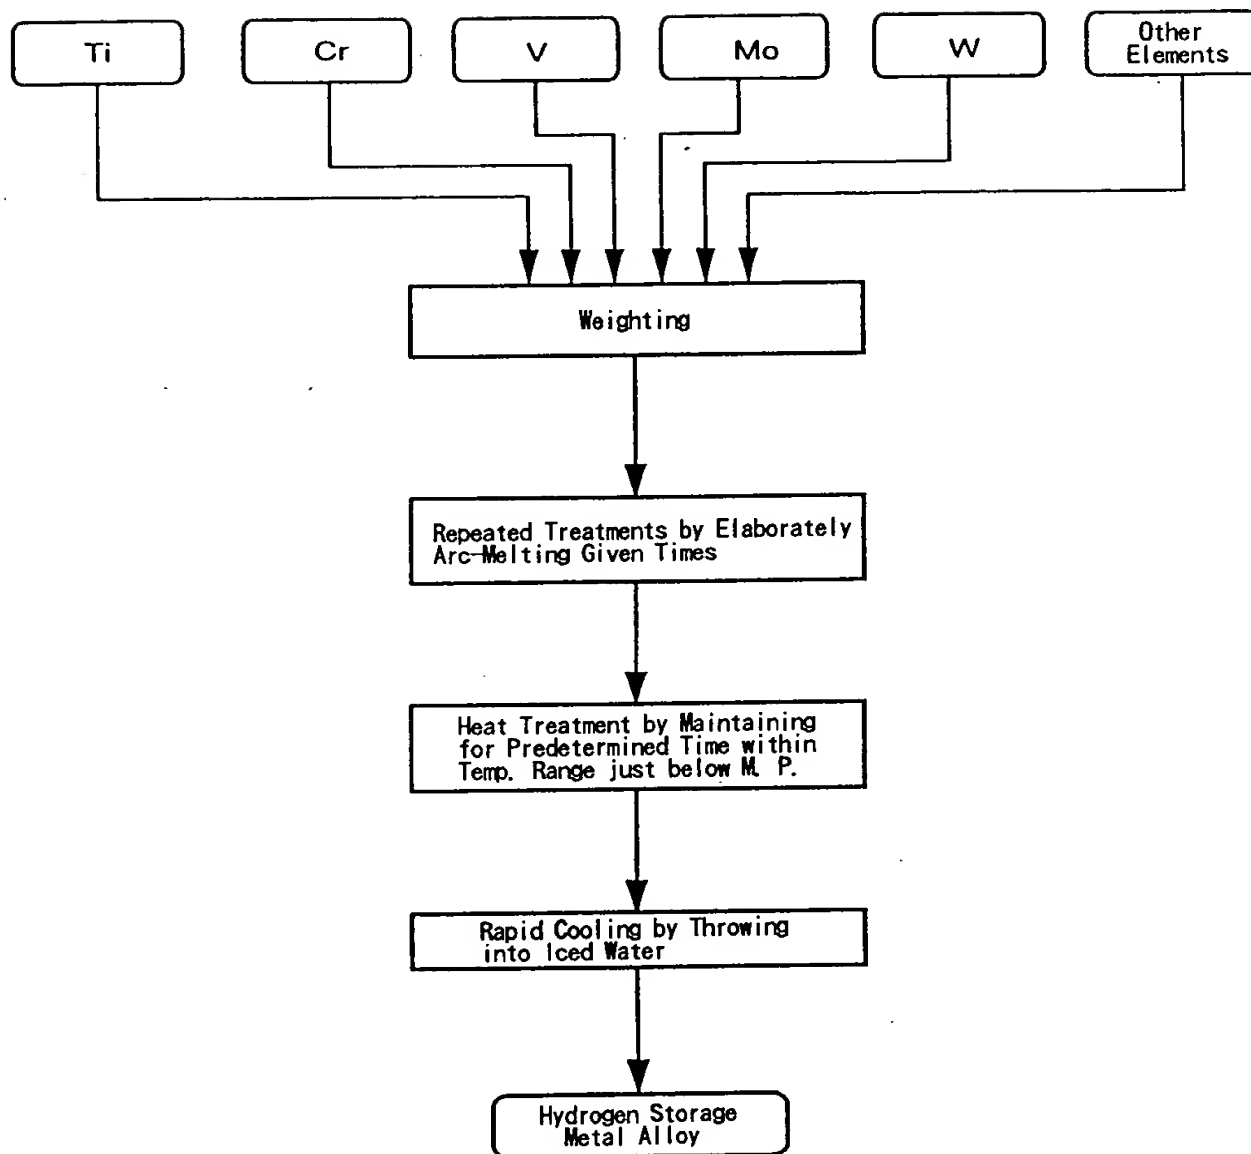 Ti
Cr
V
Mo
W
Other
Elements
Weighting
Repeated Treatments by Elaborately
Arc-Melting Given Times
Heat Treatment by Maintaining
for Predetermined Time within
Temp. Range just below M. P.
Rapid Cooling by Throwing
into Iced Water
Hydrogen Storage
Metal Alloy